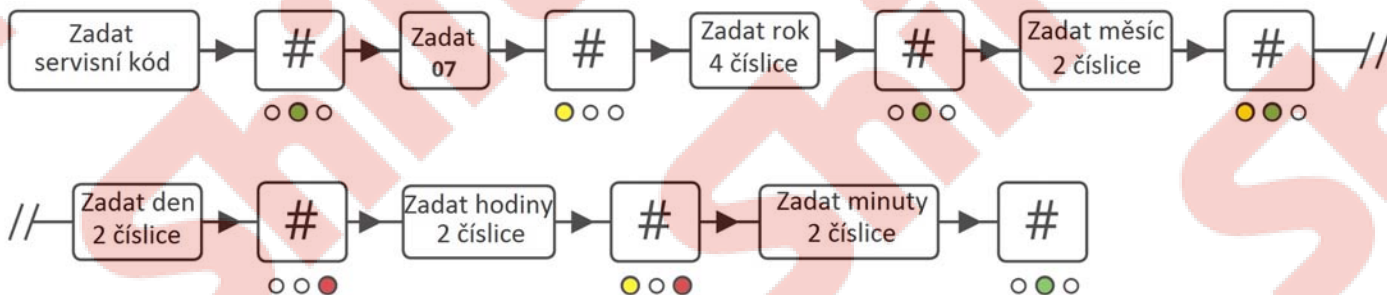 Zadat
servisní kód
#
Zadat
07
#
Zadat rok
4 číslice
#
Zadat měsíc
2 číslice
#
//
//
Zadat den
2 číslice
#
Zadat hodiny
2 číslice
#
Zadat minuty
2 číslice
#